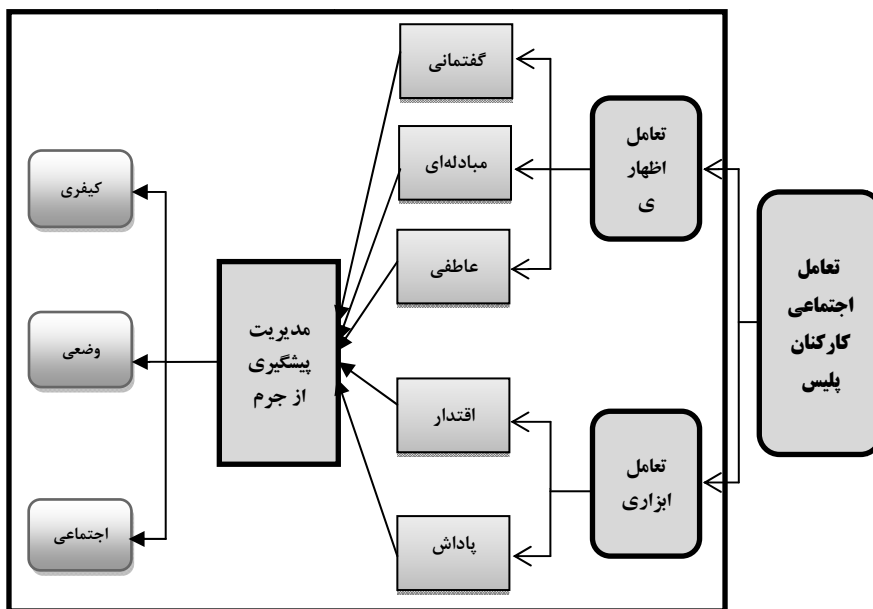 تعامل
اجتماعی
کارکنان
پلیس
تعامل
اظهار
ی
تعامل
ابزاری
گفتمانی
مبادله‌ای
عاطفی
اقتدار
پاداش
مدیریت
پیشگیری
از جرم
کیفری
وضعی
اجتماعی